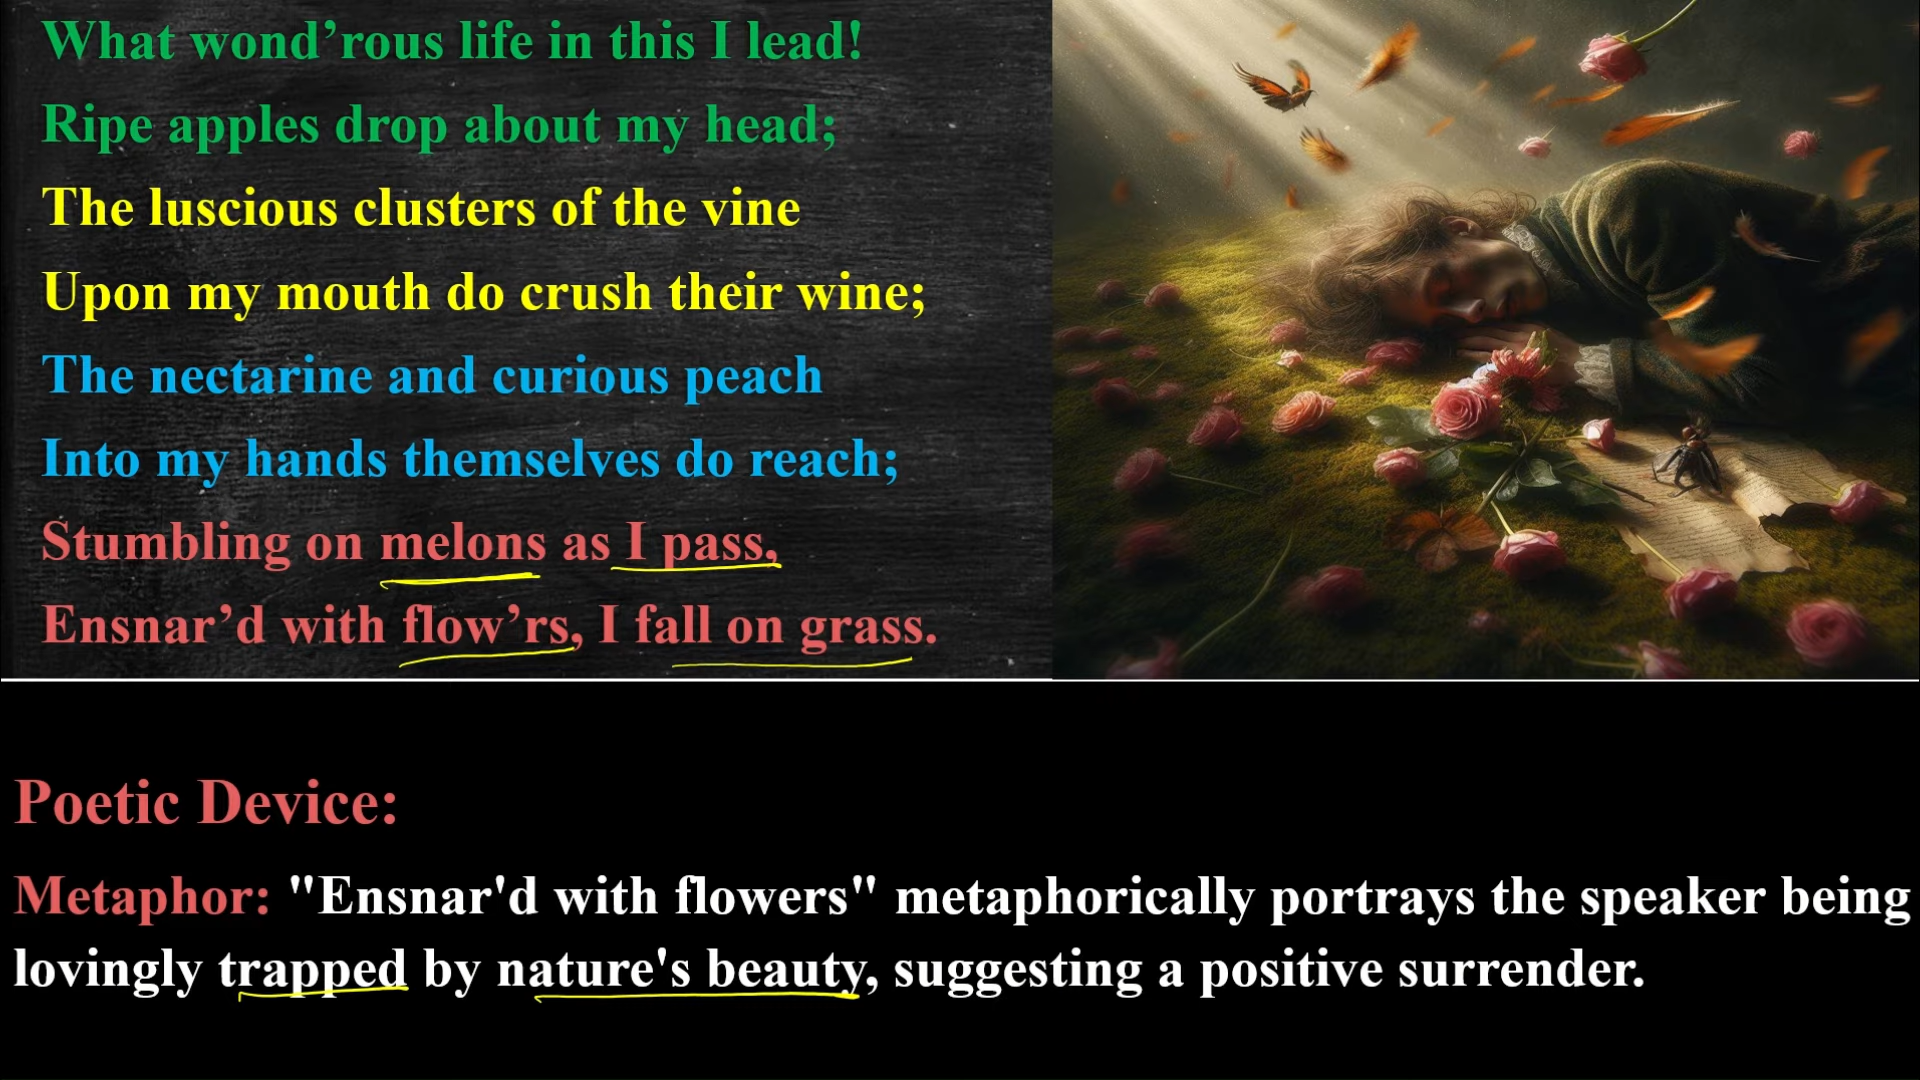 What wond’rous life in this I lead!
Ripe apples drop about my head;
The luscious clusters of the vine
Upon my mouth do crush their wine;
The nectarine and curious peach
Into my hands themselves do reach;
Stumbling on melons as I pass,
Ensnar’d with flow’rs, I fall on grass.
Poetic Device:
Metaphor: "Ensnar'd with flowers" metaphorically portrays the speaker being
lovingly trapped by nature's beauty, suggesting a positive surrender.